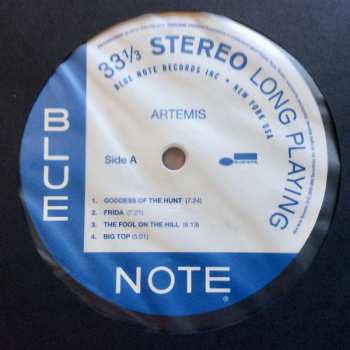 33 1/3 STEREO LONG PLAYING
BLUE NOTE RECORDS INC • NEW YORK USA
ARTEMIS
Side A
1. GODDESS OF THE HUNT (7:24)
2. FRIDA (7:21)
3. THE FOOL ON THE HILL (6:13)
4. BIG TOP (5:01)
BLUE
NOTE
®